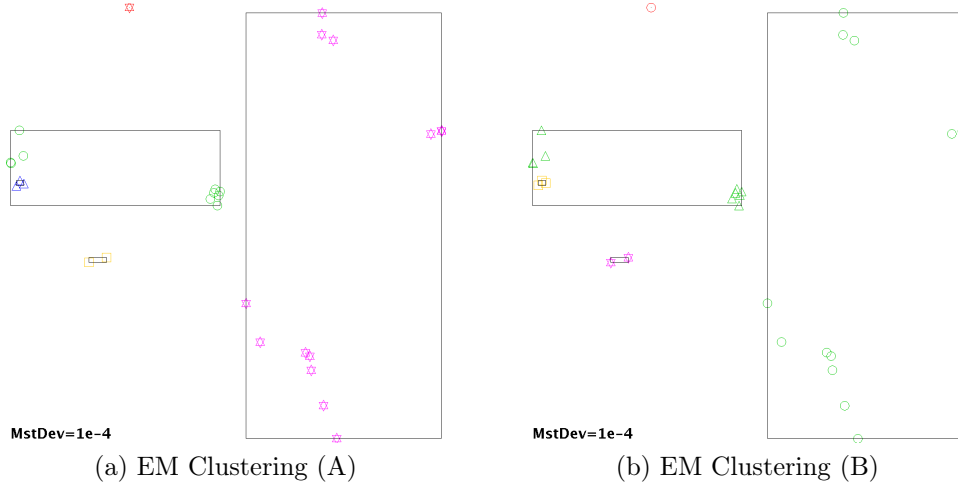 MstDev=1e-4
MstDev=1e-4
(a) EM Clustering (A)
(b) EM Clustering (B)